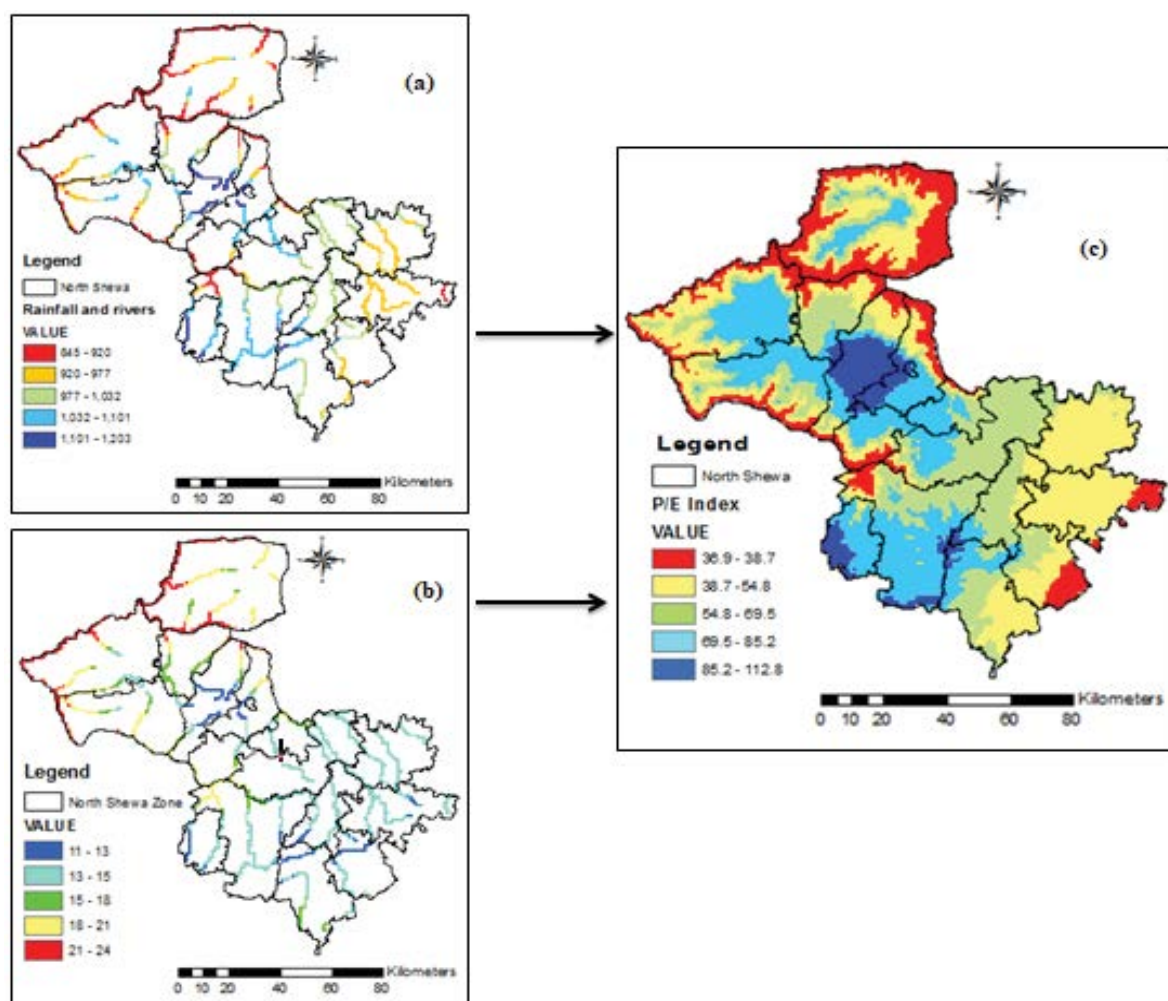 (a)
Legend
North Shewa
Rainfall and rivers
VALUE
845 - 920
920 - 977
977 - 1,032
1,032 - 1,101
1,101 - 1,203
Kilometers
0 10 20 40 60 80
(b)
Legend
North Shewa Zone
VALUE
11 - 13
13 - 15
15 - 18
18 - 21
21 - 24
Kilometers
0 10 20 40 60 80
(c)
Legend
North Shewa
P/E Index
VALUE
36.9 - 38.7
38.7 - 54.8
54.8 - 69.5
69.5 - 85.2
85.2 - 112.8
Kilometers
0 10 20 40 60 80